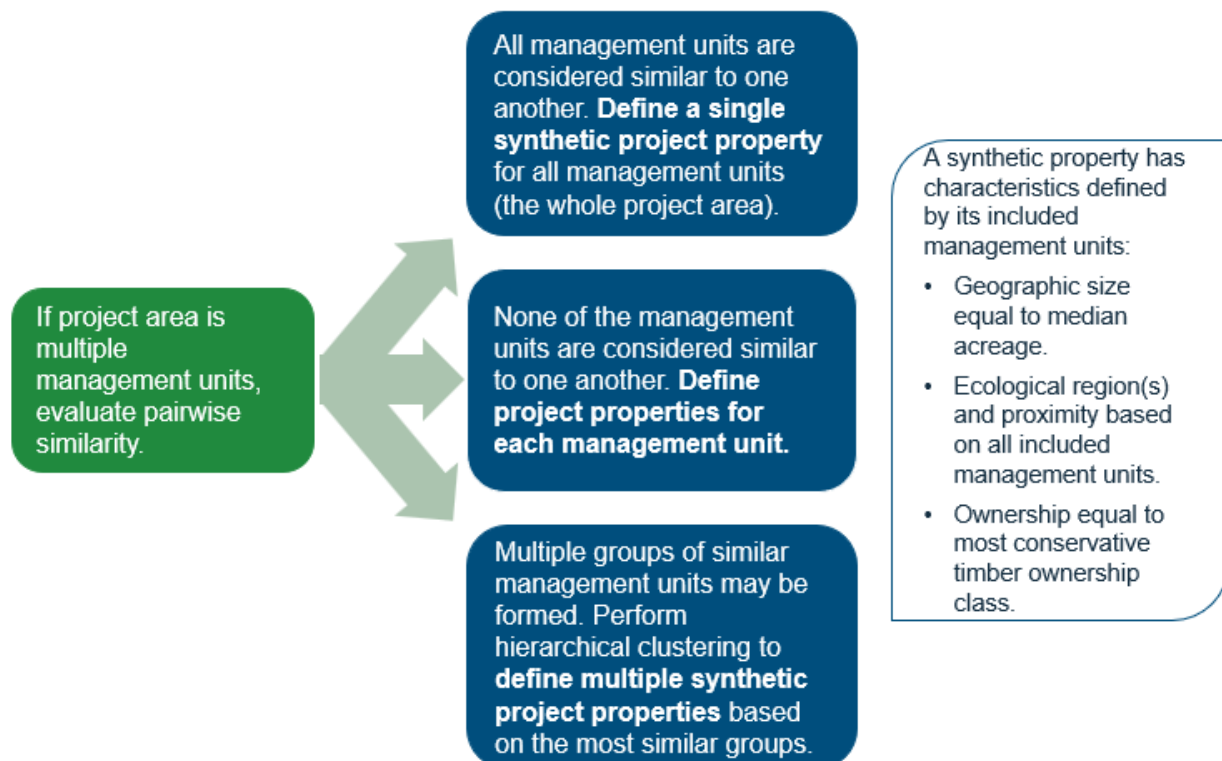 If project area is
multiple
management units,
evaluate pairwise
similarity.
All management units are
considered similar to one
another. Define a single
synthetic project property
for all management units
(the whole project area).
None of the management
units are considered similar
to one another. Define
project properties for
each management unit.
Multiple groups of similar
management units may be
formed. Perform
hierarchical clustering to
define multiple synthetic
project properties based
on the most similar groups.
A synthetic property has
characteristics defined
by its included
management units:
• Geographic size
equal to median
acreage.
• Ecological region(s)
and proximity based
on all included
management units.
• Ownership equal to
most conservative
timber ownership
class.